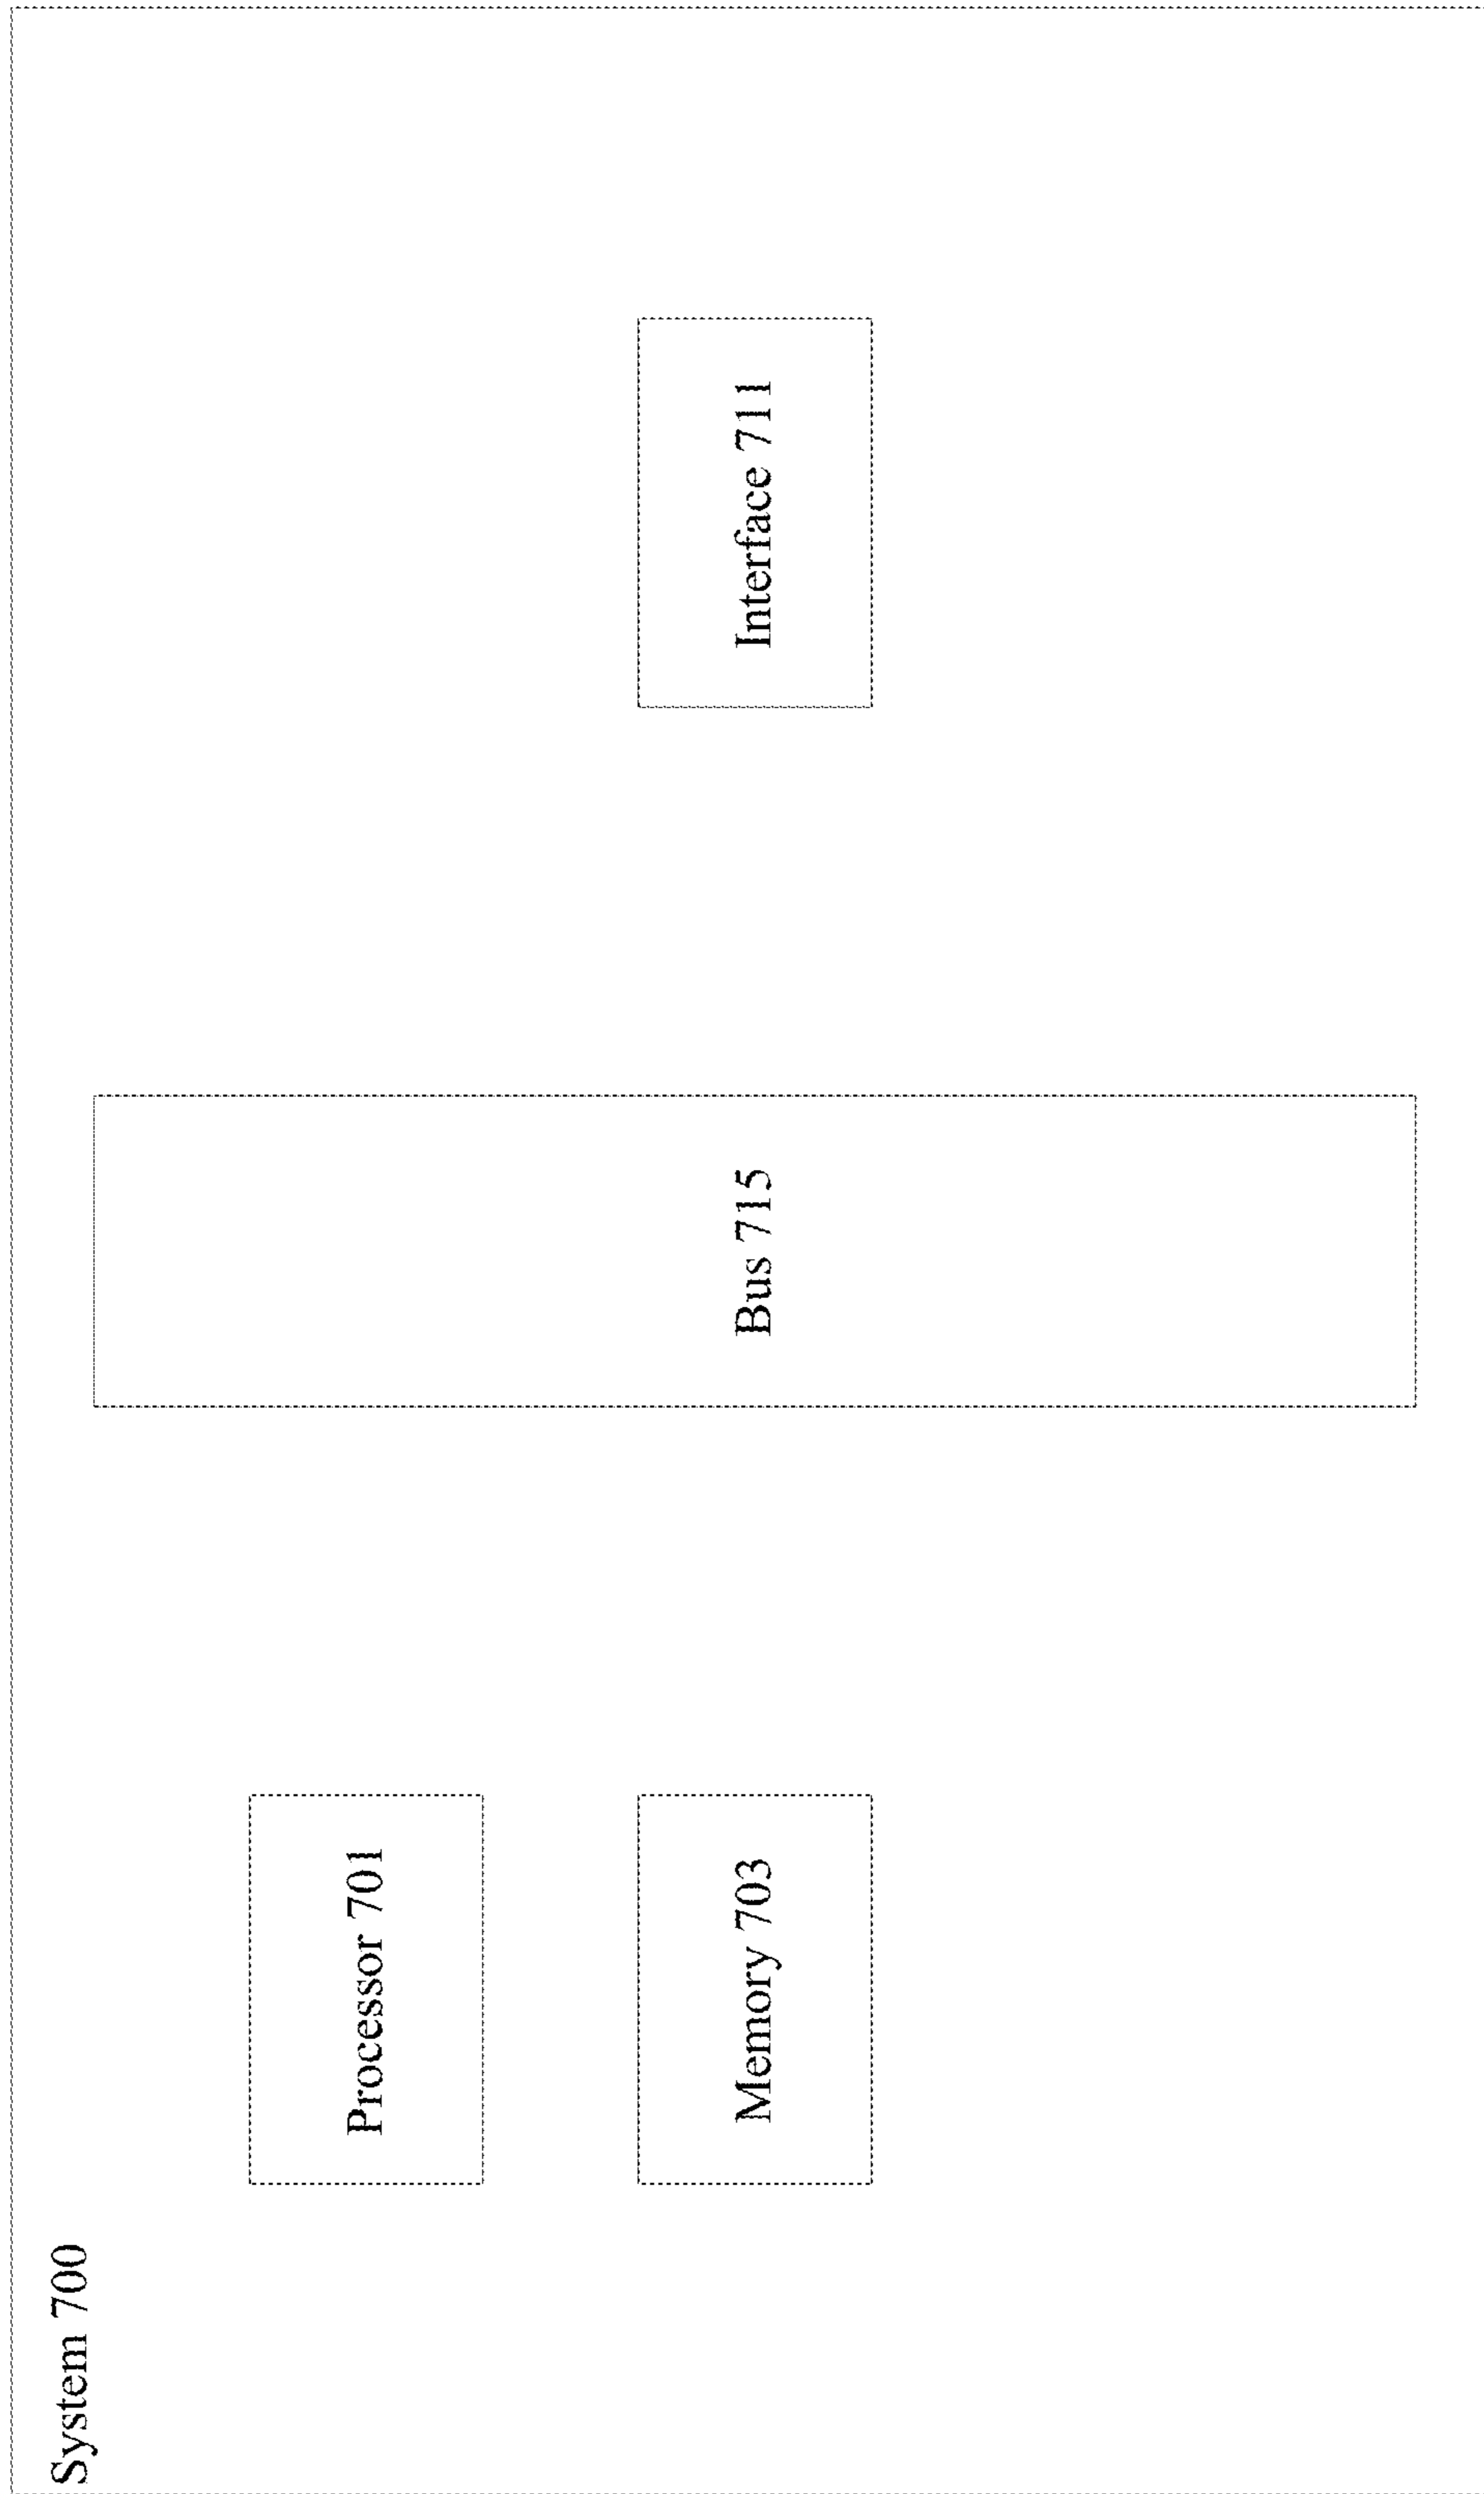 System 700
Processor 701
Memory 703
Bus 715
Interface 711